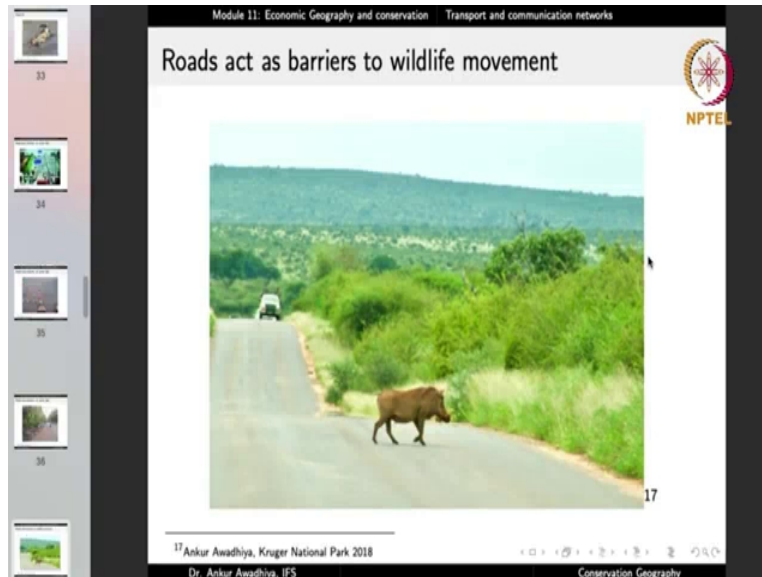 Module 11: Economic Geography and conservation Transport and communication networks
Roads act as barriers to wildlife movement
NPTEL
33
34
35
36
17
17 Ankur Awadhiya, Kruger National Park 2018
Dr. Ankur Awadhiya, IFS Conservation Geography